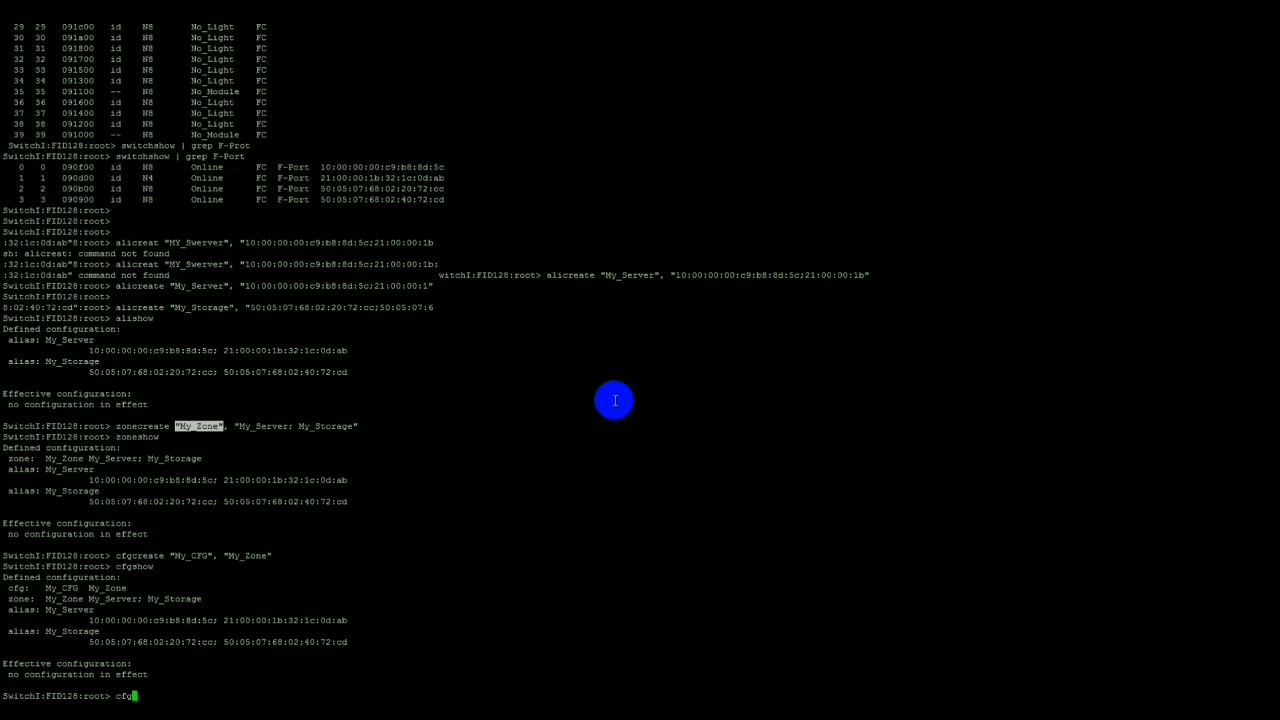 29 29 091c00 id N8 No_Light FC
30 30 091a00 id N8 No_Light FC
31 31 091800 id N8 No_Light FC
32 32 091700 id N8 No_Light FC
33 33 091500 id N8 No_Light FC
34 34 091300 id N8 No_Light FC
35 35 091100 -- N8 No_Module FC
36 36 091600 id N8 No_Light FC
37 37 091400 id N8 No_Light FC
38 38 091200 id N8 No_Light FC
39 39 091000 -- N8 No_Module FC
SwitchI:FID128:root> switchshow | grep F-Prot
SwitchI:FID128:root> switchshow | grep F-Port
0 0 090f00 id N8 Online FC F-Port 10:00:00:00:c9:b8:8d:5c
1 1 090d00 id N4 Online FC F-Port 21:00:00:1b:32:1c:0d:ab
2 2 090b00 id N8 Online FC F-Port 50:05:07:68:02:20:72:cc
3 3 090900 id N8 Online FC F-Port 50:05:07:68:02:40:72:cd
SwitchI:FID128:root>
SwitchI:FID128:root>
SwitchI:FID128:root>
:32:1c:0d:ab"8:root> alicreat "MY_Swerver", "10:00:00:00:c9:b8:8d:5c;21:00:00:1b
sh: alicreat: command not found
:32:1c:0d:ab"8:root> alicreat "MY_Swerver", "10:00:00:00:c9:b8:8d:5c;21:00:00:1b:
:32:1c:0d:ab" command not found witchI:FID128:root> alicreate "My_Server", "10:00:00:00:c9:b8:8d:5c;21:00:00:1b"
SwitchI:FID128:root> alicreate "My_Server", "10:00:00:00:c9:b8:8d:5c;21:00:00:1"
SwitchI:FID128:root>
8:02:40:72:cd":root> alicreate "My_Storage", "50:05:07:68:02:20:72:cc;50:05:07:6
SwitchI:FID128:root> alishow
Defined configuration:
alias: My_Server
10:00:00:00:c9:b8:8d:5c; 21:00:00:1b:32:1c:0d:ab
alias: My_Storage
50:05:07:68:02:20:72:cc; 50:05:07:68:02:40:72:cd
Effective configuration:
no configuration in effect
SwitchI:FID128:root> zonecreate "My_Zone", "My_Server; My_Storage"
SwitchI:FID128:root> zoneshow
Defined configuration:
zone: My_Zone My_Server; My_Storage
alias: My_Server
10:00:00:00:c9:b8:8d:5c; 21:00:00:1b:32:1c:0d:ab
alias: My_Storage
50:05:07:68:02:20:72:cc; 50:05:07:68:02:40:72:cd
Effective configuration:
no configuration in effect
SwitchI:FID128:root> cfgcreate "My_CFG", "My_Zone"
SwitchI:FID128:root> cfgshow
Defined configuration:
cfg: My_CFG My_Zone
zone: My_Zone My_Server; My_Storage
alias: My_Server
10:00:00:00:c9:b8:8d:5c; 21:00:00:1b:32:1c:0d:ab
alias: My_Storage
50:05:07:68:02:20:72:cc; 50:05:07:68:02:40:72:cd
Effective configuration:
no configuration in effect
SwitchI:FID128:root> cfg